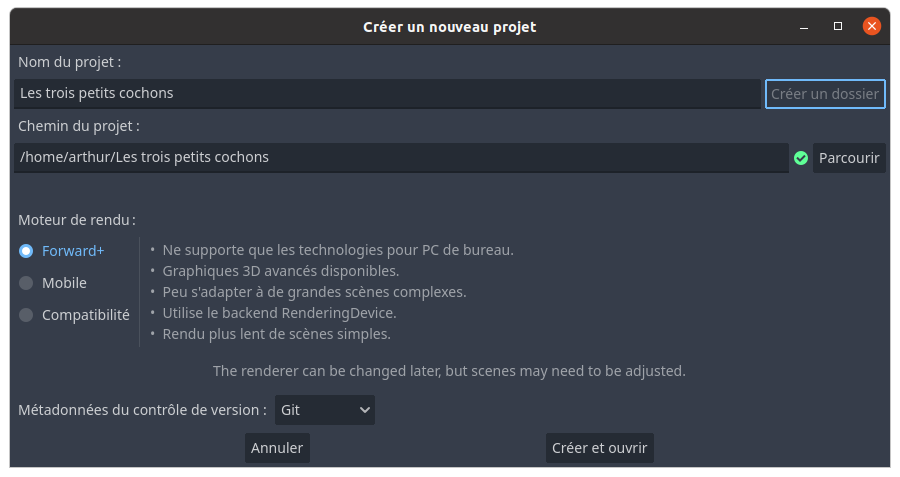 Créer un nouveau projet
Nom du projet :
Les trois petits cochons
Créer un dossier
Chemin du projet :
/home/arthur/Les trois petits cochons
Parcourir
Moteur de rendu :
Forward+
Mobile
Compatibilité
• Ne supporte que les technologies pour PC de bureau.
• Graphiques 3D avancés disponibles.
• Peu s'adapter à de grandes scènes complexes.
• Utilise le backend RenderingDevice.
• Rendu plus lent de scènes simples.
The renderer can be changed later, but scenes may need to be adjusted.
Métadonnées du contrôle de version :
Git
Annuler
Créer et ouvrir